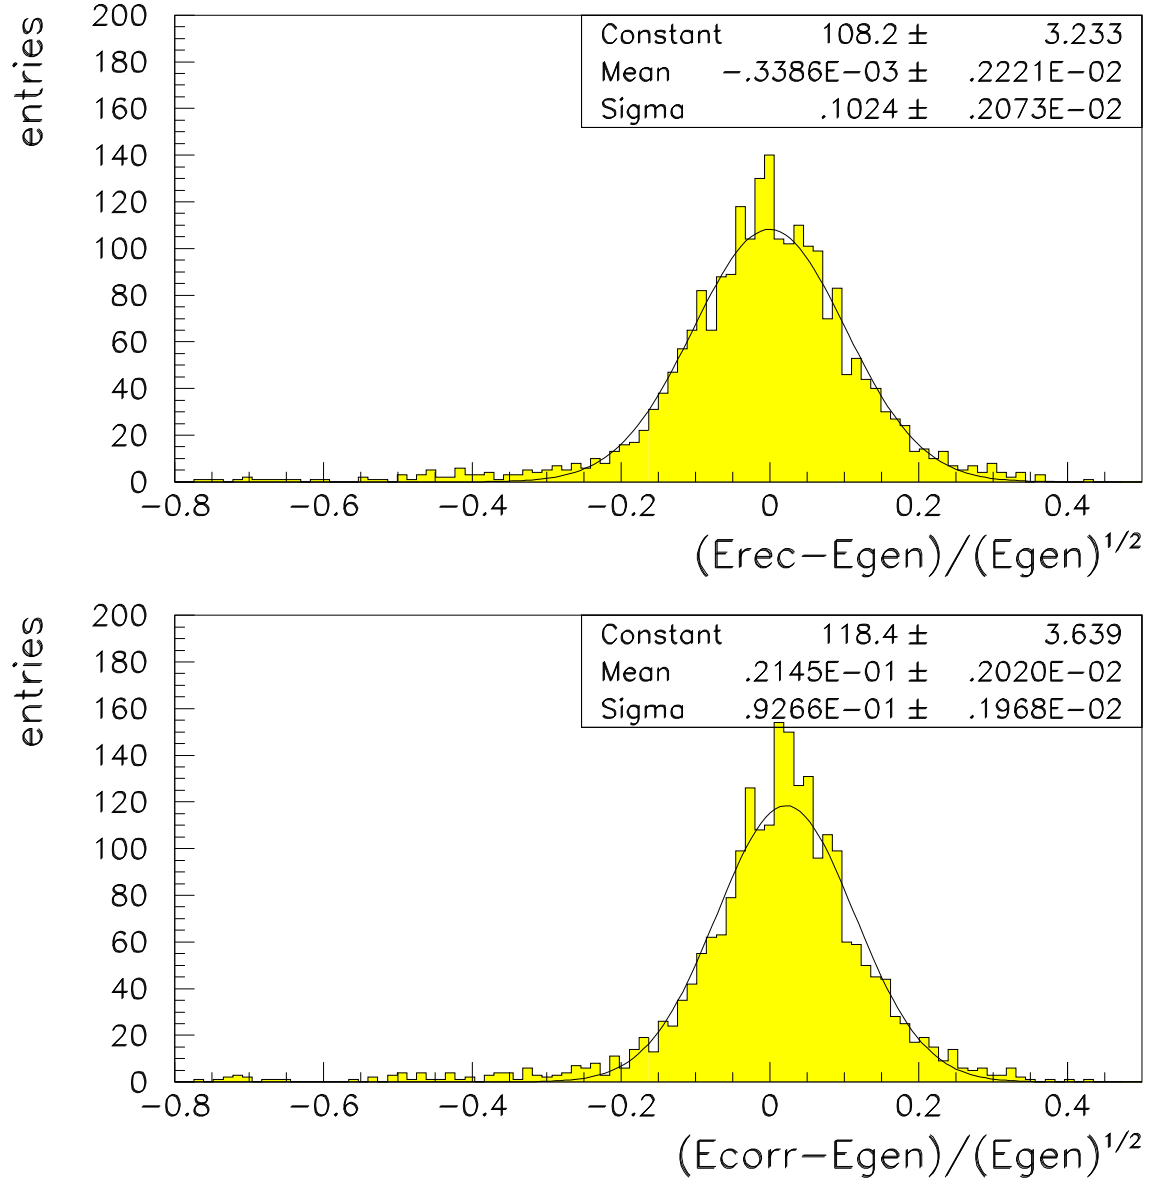 entries
200
180
160
140
120
100
80
60
40
20
0
Constant 108.2 ± 3.233
Mean −.3386E−03 ± .2221E−02
Sigma .1024 ± .2073E−02
−0.8 −0.6 −0.4 −0.2 0 0.2 0.4
(Erec−Egen)/(Egen)^1/2
entries
200
180
160
140
120
100
80
60
40
20
0
Constant 118.4 ± 3.639
Mean .2145E−01 ± .2020E−02
Sigma .9266E−01 ± .1968E−02
−0.8 −0.6 −0.4 −0.2 0 0.2 0.4
(Ecorr−Egen)/(Egen)^1/2